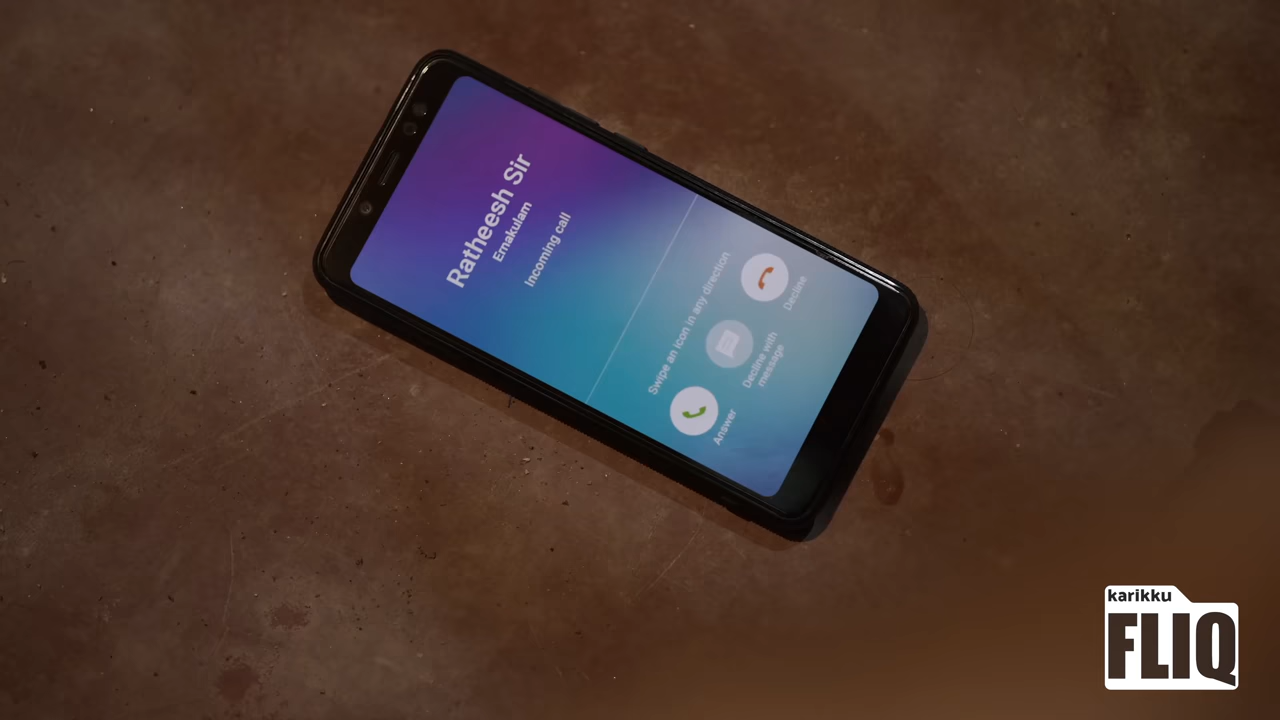 Ratheesh Sir
Ernakulam
Incoming call
Swipe an icon in any direction
Answer
Decline with
message
Decline
karikku
FLIQ